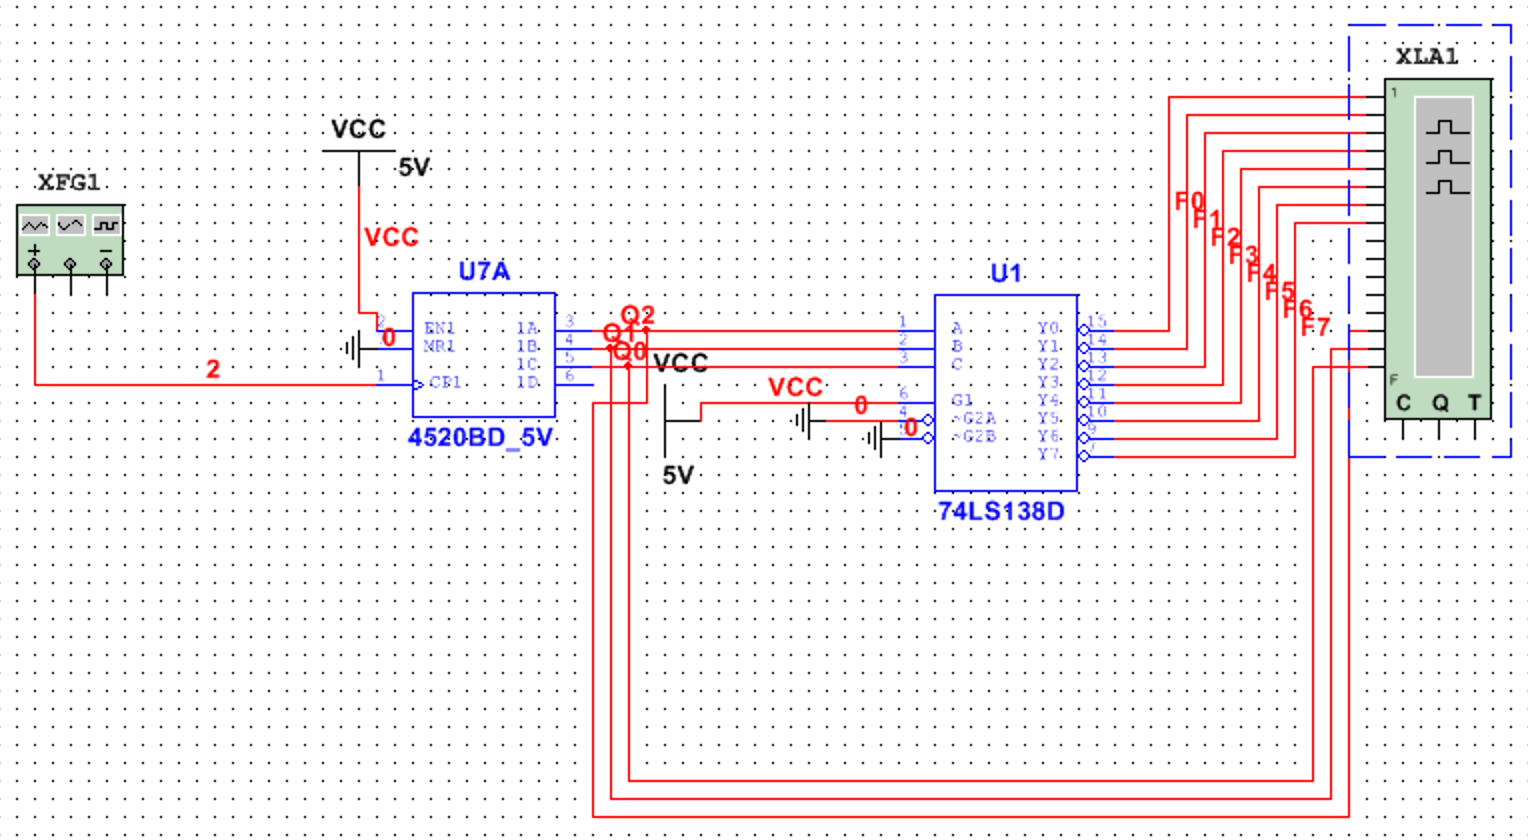 XLA1
1
F
C Q T
VCC
5V
XFG1
+ −
VCC
U7A
2 EN1 1A 3
0 MR1 1B 4
1C 5
1 CP1 1D 6
4520BD_5V
2
Q2
Q1
Q0
VCC
5V
VCC
0
0
U1
1 A Y0 15
2 B Y1 14
3 C Y2 13
Y3 12
6 G1 Y4 11
4 ~G2A Y5 10
~G2B Y6 9
Y7 7
74LS138D
F0
F1
F2
F3
F4
F5
F6
F7